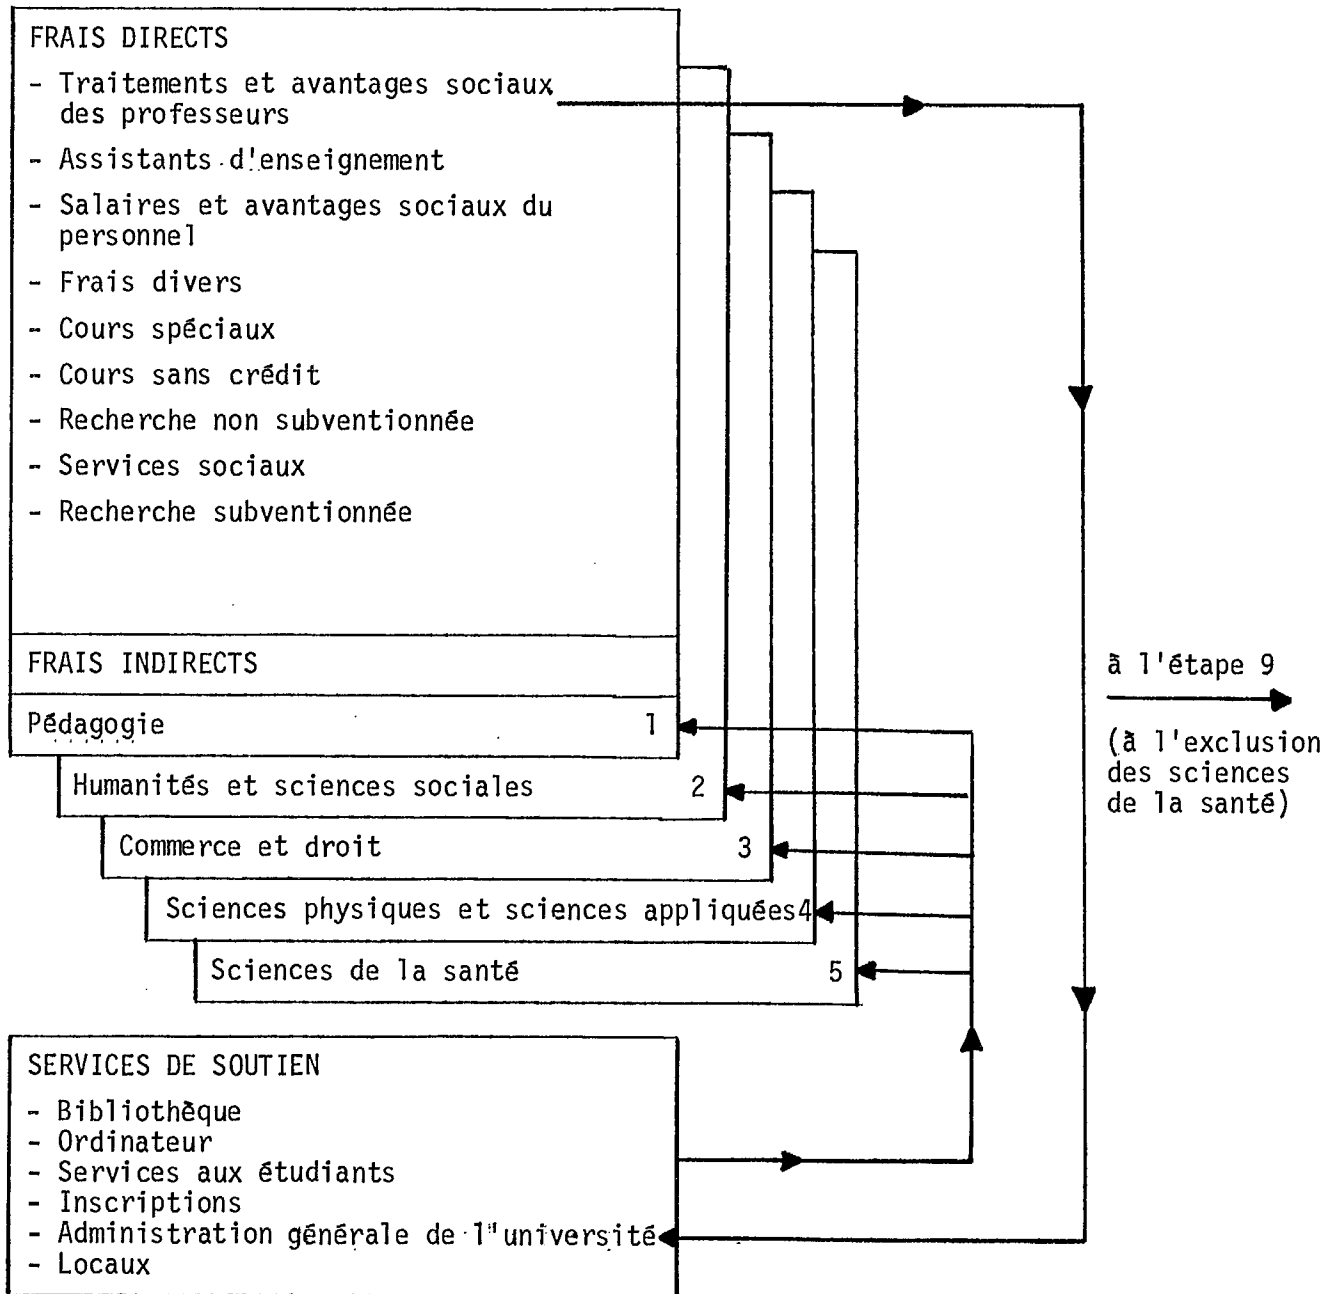 FRAIS DIRECTS
- Traitements et avantages sociaux
des professeurs
- Assistants d'enseignement
- Salaires et avantages sociaux du
personnel
- Frais divers
- Cours spéciaux
- Cours sans crédit
- Recherche non subventionnée
- Services sociaux
- Recherche subventionnée
FRAIS INDIRECTS
Pédagogie 1
Humanités et sciences sociales 2
Commerce et droit 3
Sciences physiques et sciences appliquées4
Sciences de la santé 5
à l'étape 9
(à l'exclusion
des sciences
de la santé)
SERVICES DE SOUTIEN
- Bibliothèque
- Ordinateur
- Services aux étudiants
- Inscriptions
- Administration générale de l"université
- Locaux